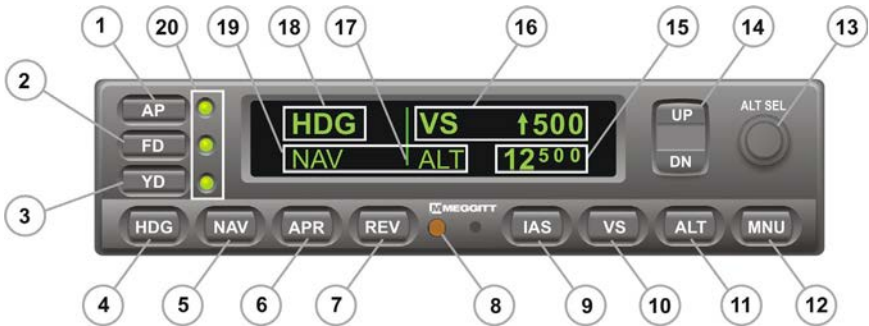 1 20 19 18 17 16 15 14 13
2
3
AP
FD
YD
HDG VS ↑500
NAV ALT 12500
UP
DN
ALT SEL
MEGGITT
HDG NAV APR REV IAS VS ALT MNU
4 5 6 7 8 9 10 11 12